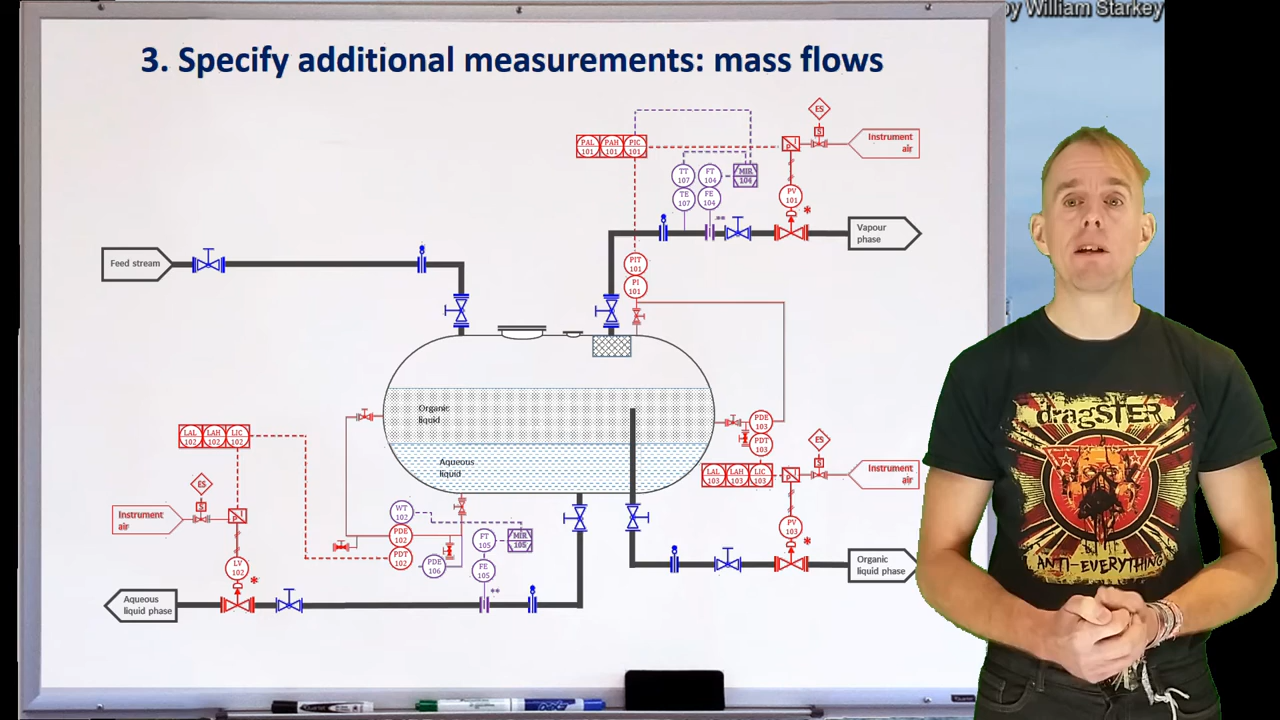 by William Starkey
3. Specify additional measurements: mass flows
ES
S
PAL
101
PAH
101
PIC
101
Instrument
air
TT
107
FT
104
MIR
104
TE
107
FE
104
PV
101
*
**
Vapour
phase
Feed stream
PIT
101
PI
101
Organic
liquid
Aqueous
liquid
PDE
103
PDT
103
LAL
102
LAH
102
LIC
102
ES
S
LAL
103
LAH
103
LIC
103
Instrument
air
ES
S
Instrument
air
WT
102
PDE
102
PDT
102
PDE
106
FT
105
MIR
105
FE
105
**
LV
102
*
PV
103
*
Organic
liquid phase
Aqueous
liquid phase
dragSTER
ANTI-EVERYTHING